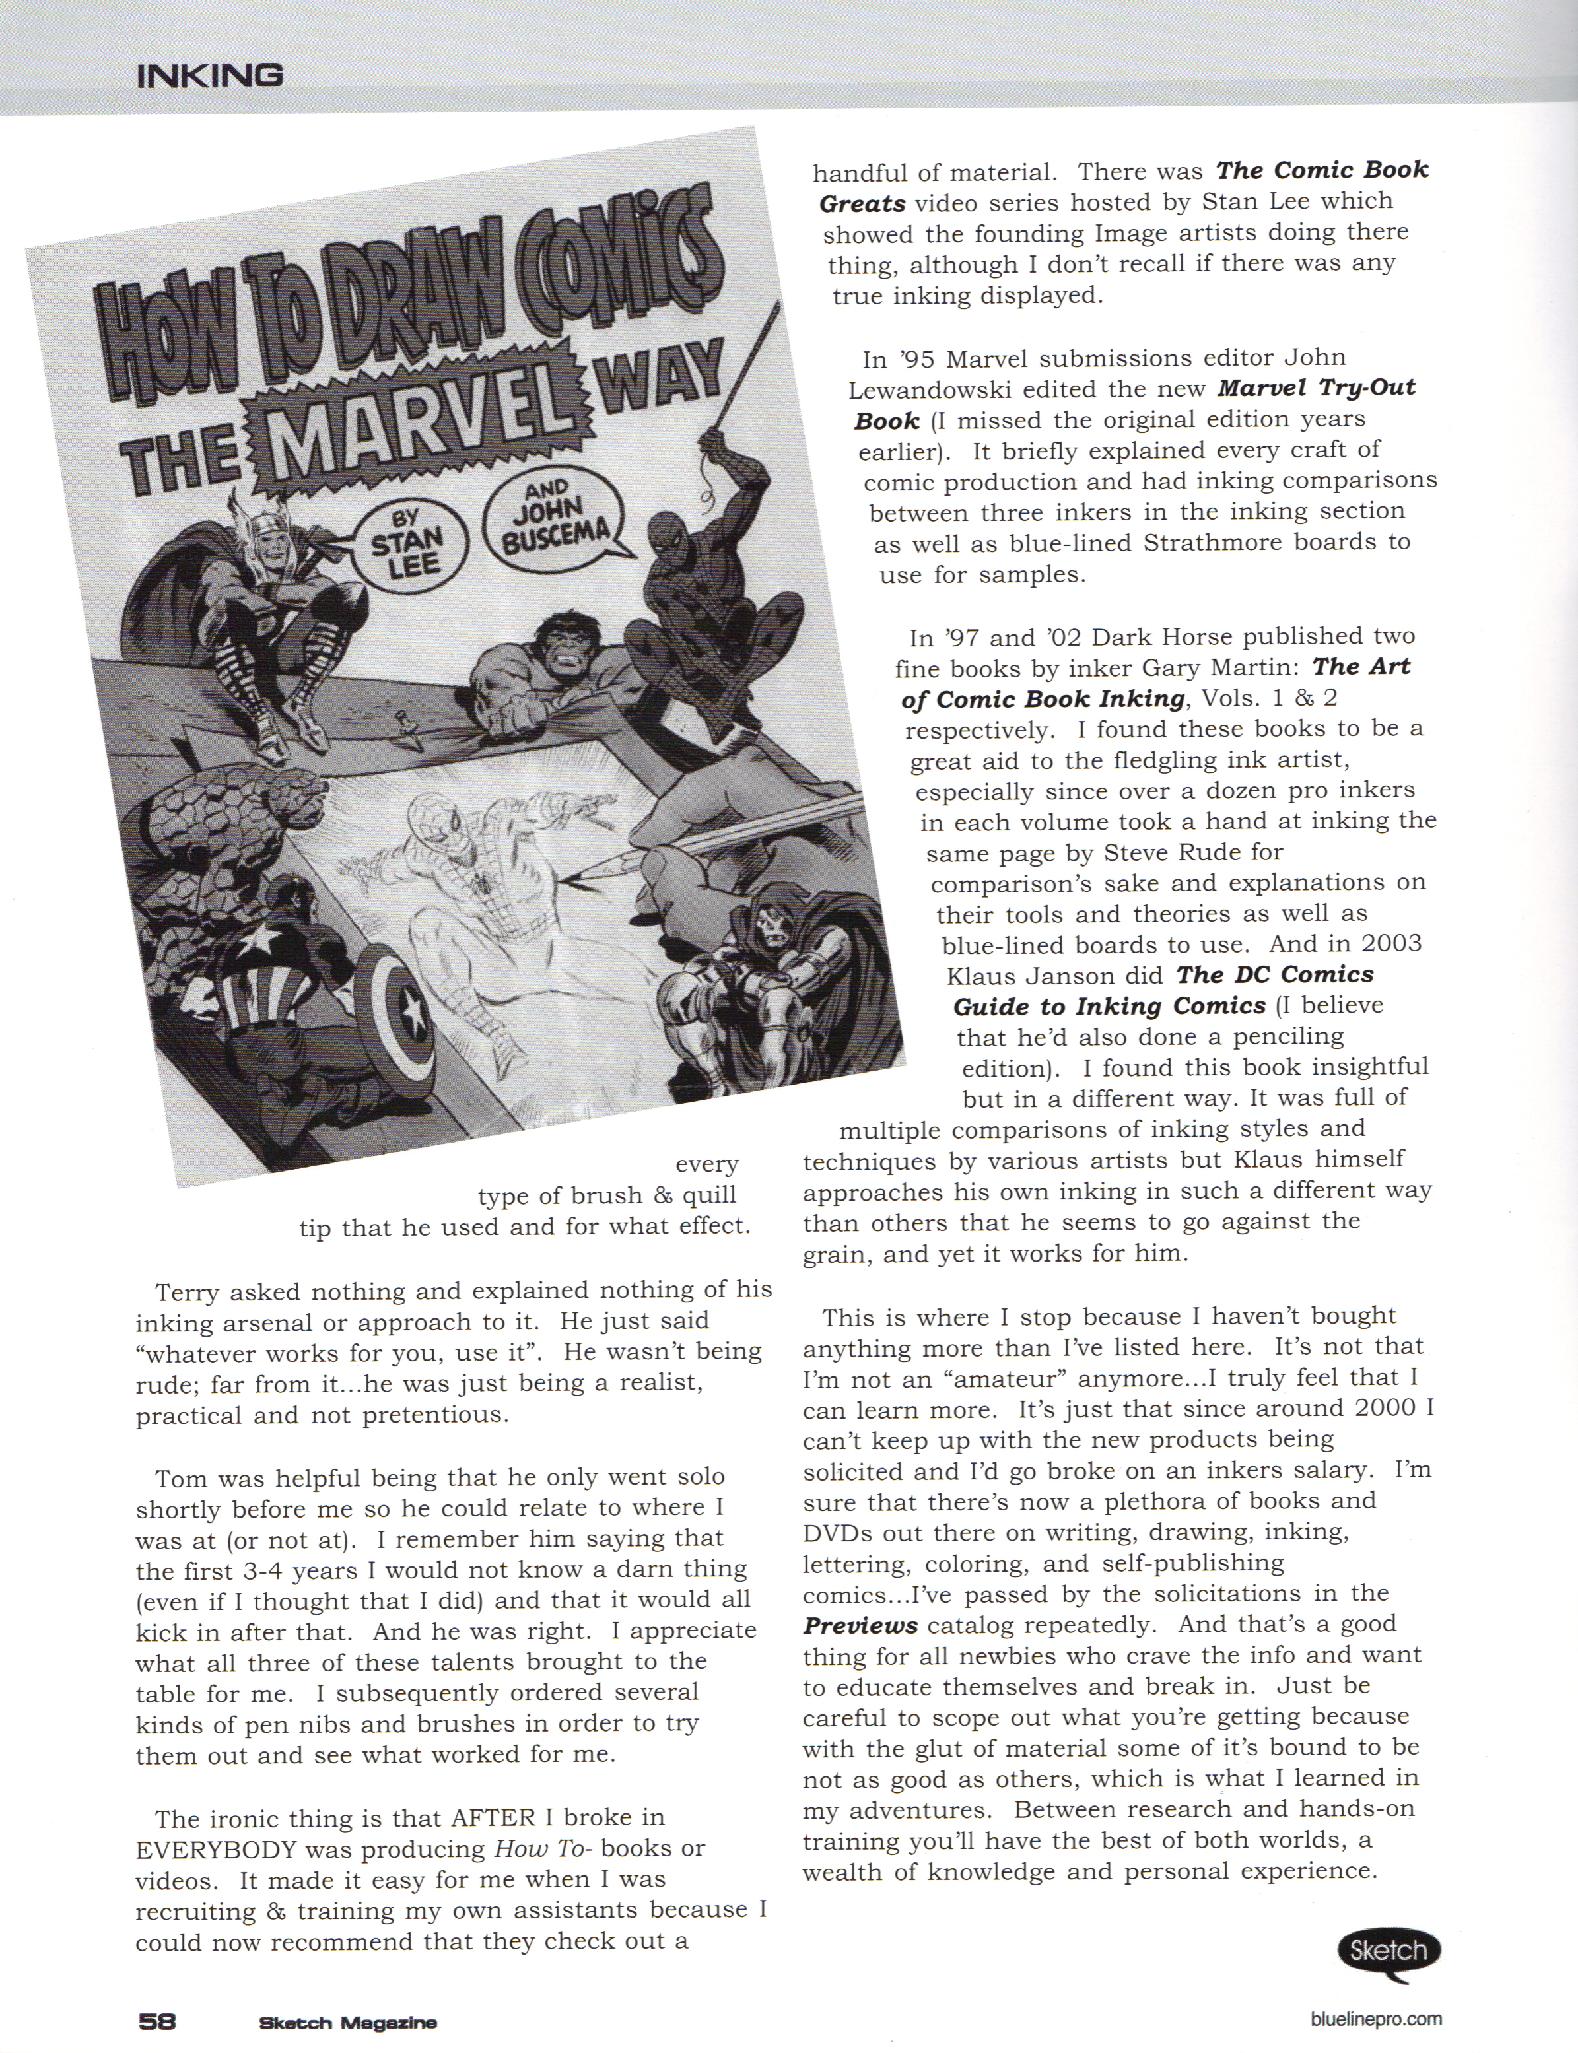 INKING
HOW TO DRAW COMICS
THE MARVEL WAY
BY
STAN
LEE
AND
JOHN
BUSCEMA
every
type of brush & quill
tip that he used and for what effect.
Terry asked nothing and explained nothing of his
inking arsenal or approach to it.  He just said
“whatever works for you, use it”.  He wasn’t being
rude; far from it...he was just being a realist,
practical and not pretentious.
Tom was helpful being that he only went solo
shortly before me so he could relate to where I
was at (or not at).  I remember him saying that
the first 3-4 years I would not know a darn thing
(even if I thought that I did) and that it would all
kick in after that.  And he was right.  I appreciate
what all three of these talents brought to the
table for me.  I subsequently ordered several
kinds of pen nibs and brushes in order to try
them out and see what worked for me.
The ironic thing is that AFTER I broke in
EVERYBODY was producing How To- books or
videos.  It made it easy for me when I was
recruiting & training my own assistants because I
could now recommend that they check out a
handful of material.  There was The Comic Book
Greats video series hosted by Stan Lee which
showed the founding Image artists doing there
thing, although I don’t recall if there was any
true inking displayed.
In ’95 Marvel submissions editor John
Lewandowski edited the new Marvel Try-Out
Book (I missed the original edition years
earlier).  It briefly explained every craft of
comic production and had inking comparisons
between three inkers in the inking section
as well as blue-lined Strathmore boards to
use for samples.
In ’97 and ’02 Dark Horse published two
fine books by inker Gary Martin: The Art
of Comic Book Inking, Vols. 1 & 2
respectively.  I found these books to be a
great aid to the fledgling ink artist,
especially since over a dozen pro inkers
in each volume took a hand at inking the
same page by Steve Rude for
comparison’s sake and explanations on
their tools and theories as well as
blue-lined boards to use.  And in 2003
Klaus Janson did The DC Comics
Guide to Inking Comics (I believe
that he’d also done a penciling
edition).  I found this book insightful
but in a different way. It was full of
multiple comparisons of inking styles and
techniques by various artists but Klaus himself
approaches his own inking in such a different way
than others that he seems to go against the
grain, and yet it works for him.
This is where I stop because I haven’t bought
anything more than I’ve listed here.  It’s not that
I’m not an “amateur” anymore...I truly feel that I
can learn more.  It’s just that since around 2000 I
can’t keep up with the new products being
solicited and I’d go broke on an inkers salary.  I’m
sure that there’s now a plethora of books and
DVDs out there on writing, drawing, inking,
lettering, coloring, and self-publishing
comics...I’ve passed by the solicitations in the
Previews catalog repeatedly.  And that’s a good
thing for all newbies who crave the info and want
to educate themselves and break in.  Just be
careful to scope out what you’re getting because
with the glut of material some of it’s bound to be
not as good as others, which is what I learned in
my adventures.  Between research and hands-on
training you’ll have the best of both worlds, a
wealth of knowledge and personal experience.
Sketch
58 Sketch Magazine
bluelinepro.com